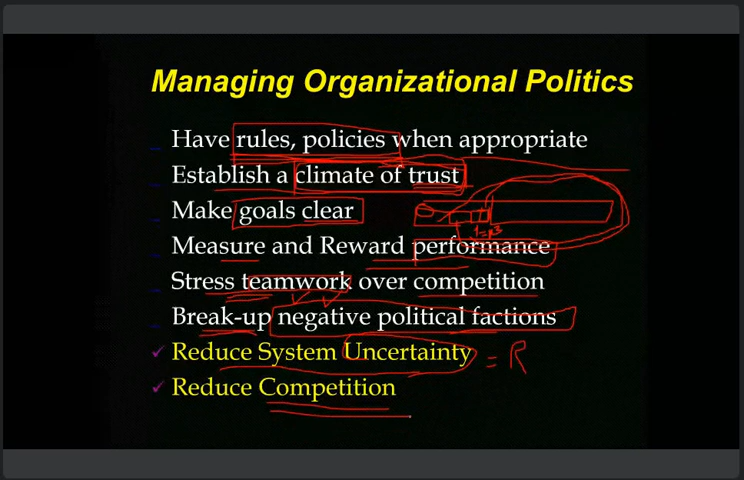 Managing Organizational Politics
Have rules, policies when appropriate
Establish a climate of trust
Make goals clear
Measure and Reward performance
Stress teamwork over competition
Break-up negative political factions
Reduce System Uncertainty = R
Reduce Competition